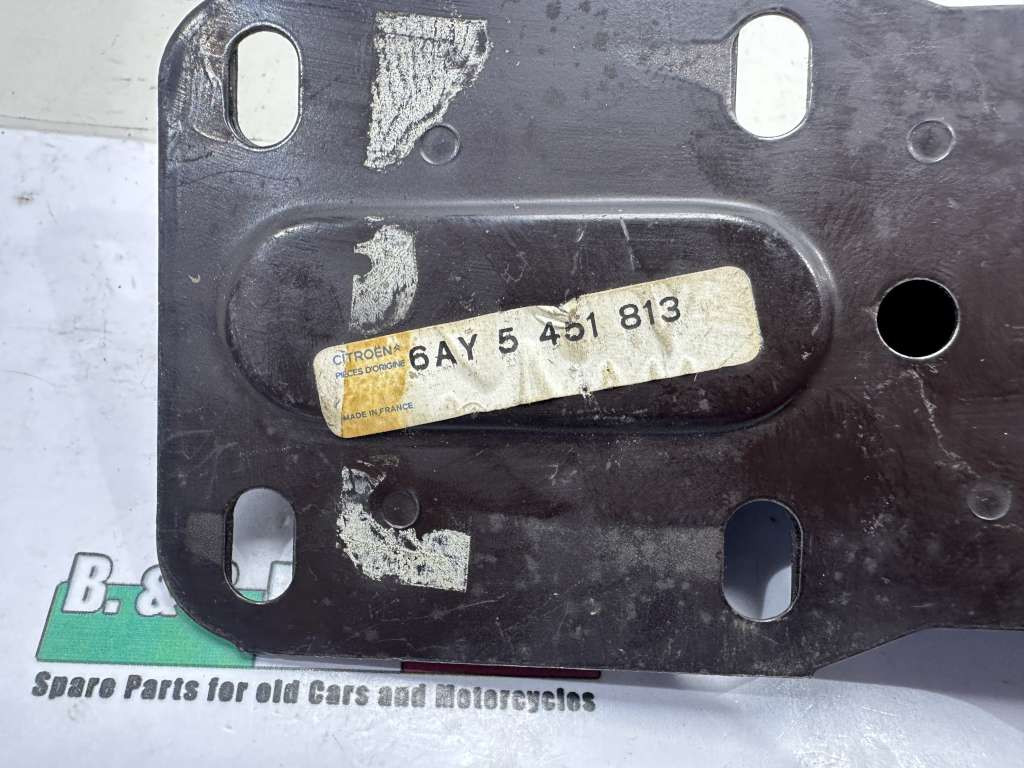 CITROËN
6AY 5 451 813
PIECES D'ORIGINE
MADE IN FRANCE
B. &
Spare Parts for old Cars and Motorcycles